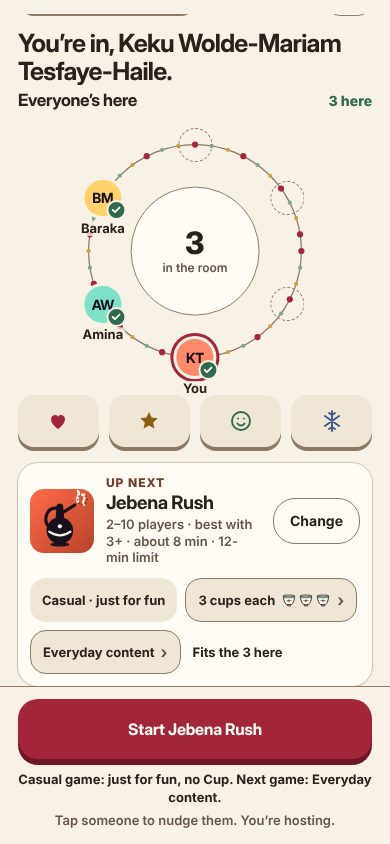 You’re in, Keku Wolde-Mariam
Tesfaye-Haile.
Everyone’s here
3 here
BM
Baraka
3
in the room
AW
Amina
KT
You
UP NEXT
Jebena Rush
2–10 players · best with
3+ · about 8 min · 12-
min limit
Change
Casual · just for fun
3 cups each ›
Everyday content ›
Fits the 3 here
Start Jebena Rush
Casual game: just for fun, no Cup. Next game: Everyday
content.
Tap someone to nudge them. You’re hosting.